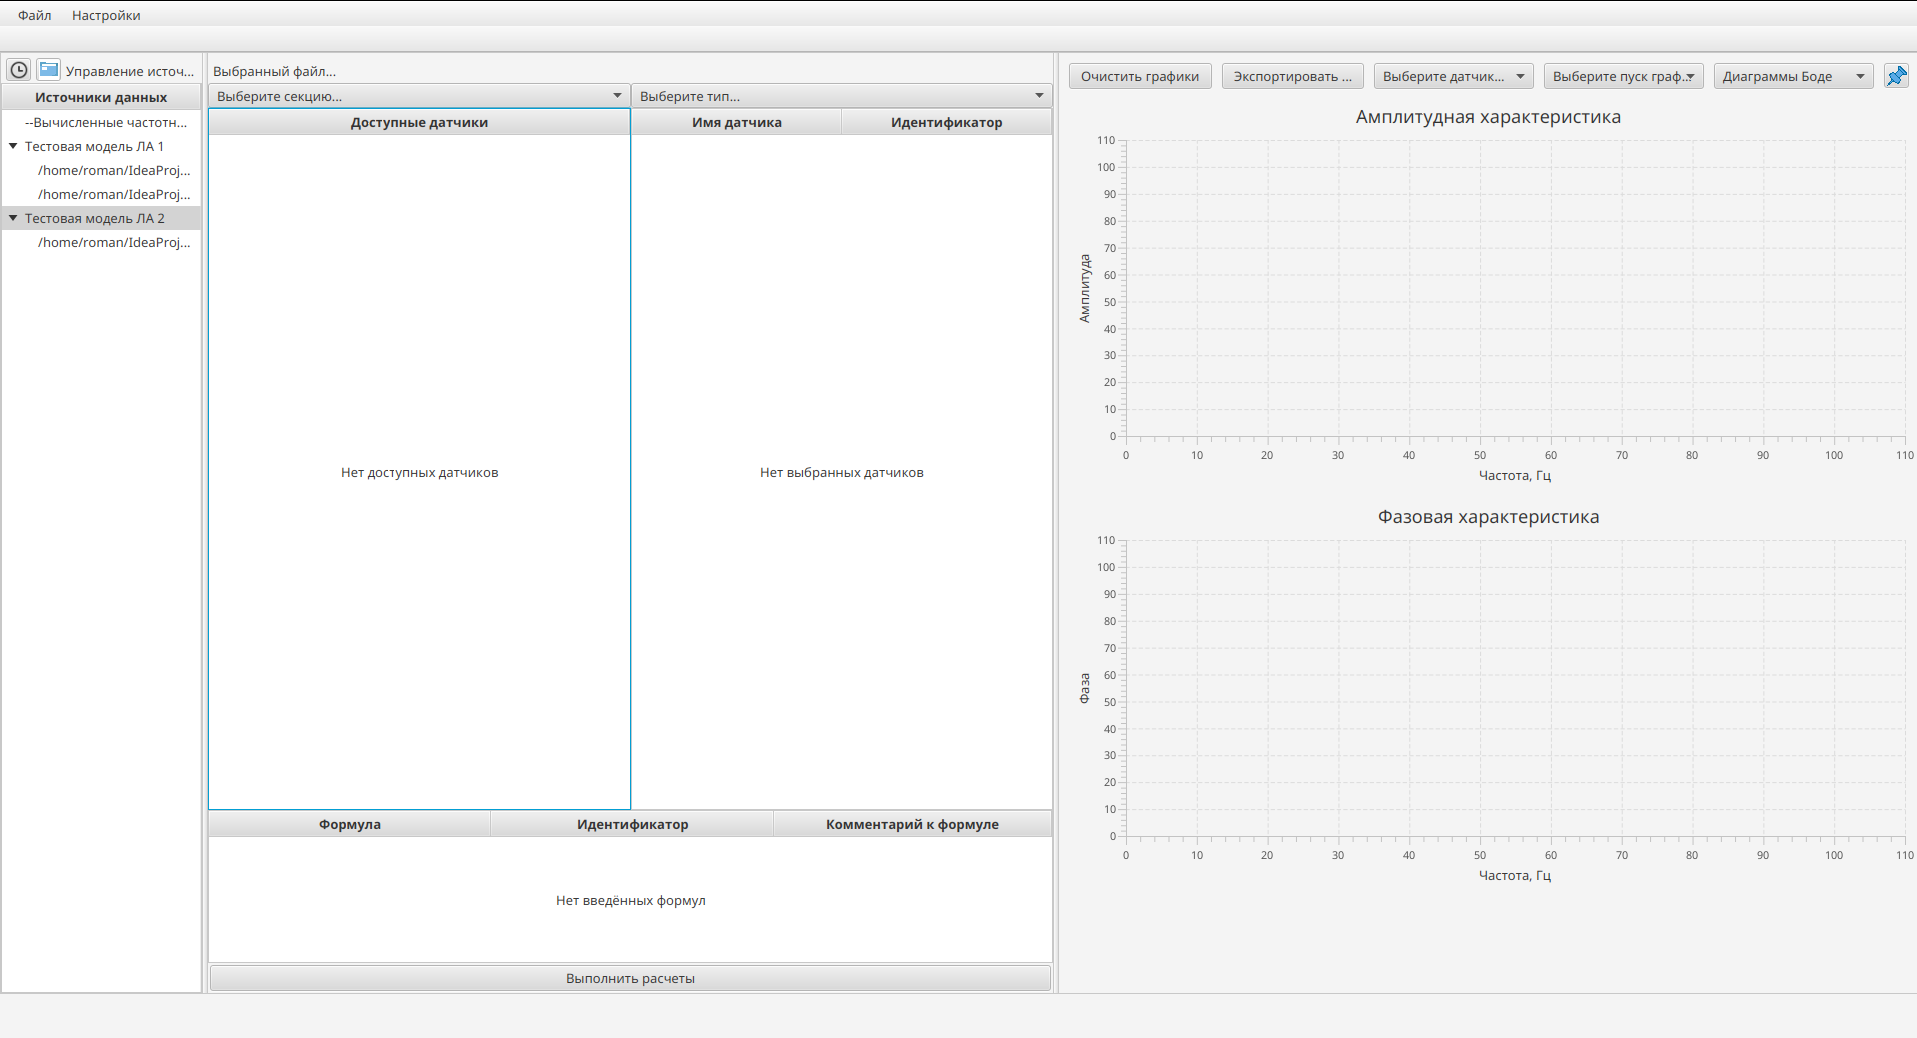 Файл Настройки
Управление источ...
Источники данных
--Вычисленные частотн...
Тестовая модель ЛА 1
/home/roman/IdeaProj...
/home/roman/IdeaProj...
Тестовая модель ЛА 2
/home/roman/IdeaProj...
Выбранный файл...
Выберите секцию... Выберите тип...
Доступные датчики Имя датчика Идентификатор
Нет доступных датчиков Нет выбранных датчиков
Формула Идентификатор Комментарий к формуле
Нет введённых формул
Выполнить расчеты
Очистить графики Экспортировать ... Выберите датчик... Выберите пуск граф... Диаграммы Боде
Амплитудная характеристика
110
100
90
80
70
60
50
40
30
20
10
0
Амплитуда
0 10 20 30 40 50 60 70 80 90 100 110
Частота, Гц
Фазовая характеристика
110
100
90
80
70
60
50
40
30
20
10
0
Фаза
0 10 20 30 40 50 60 70 80 90 100 110
Частота, Гц